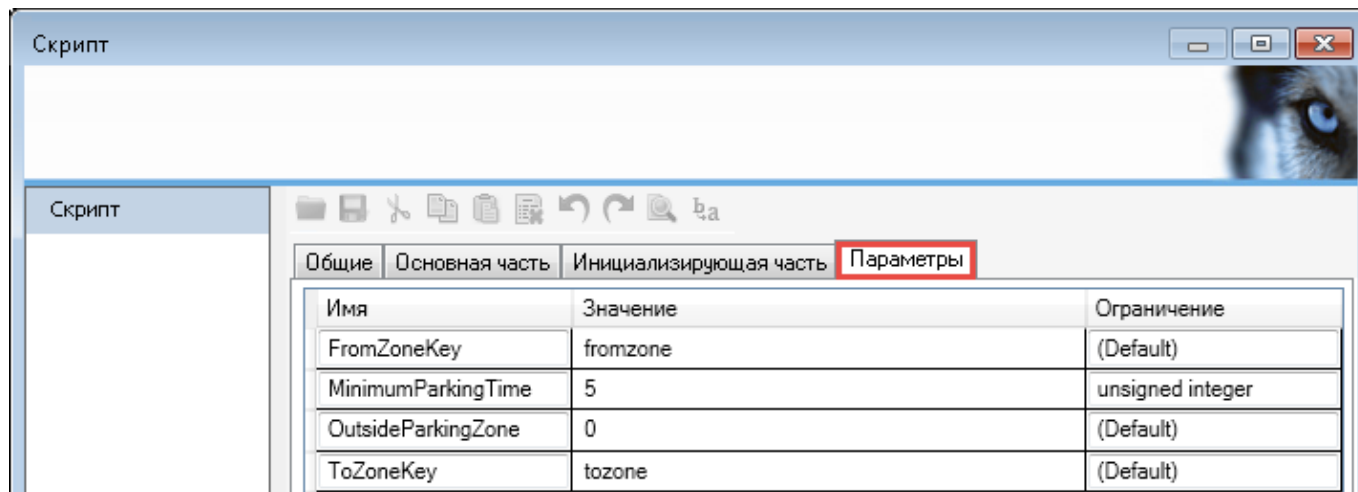 Скрипт
Скрипт
Общие Основная часть Инициализирующая часть Параметры
Имя Значение Ограничение
FromZoneKey fromzone (Default)
MinimumParkingTime 5 unsigned integer
OutsideParkingZone 0 (Default)
ToZoneKey tozone (Default)